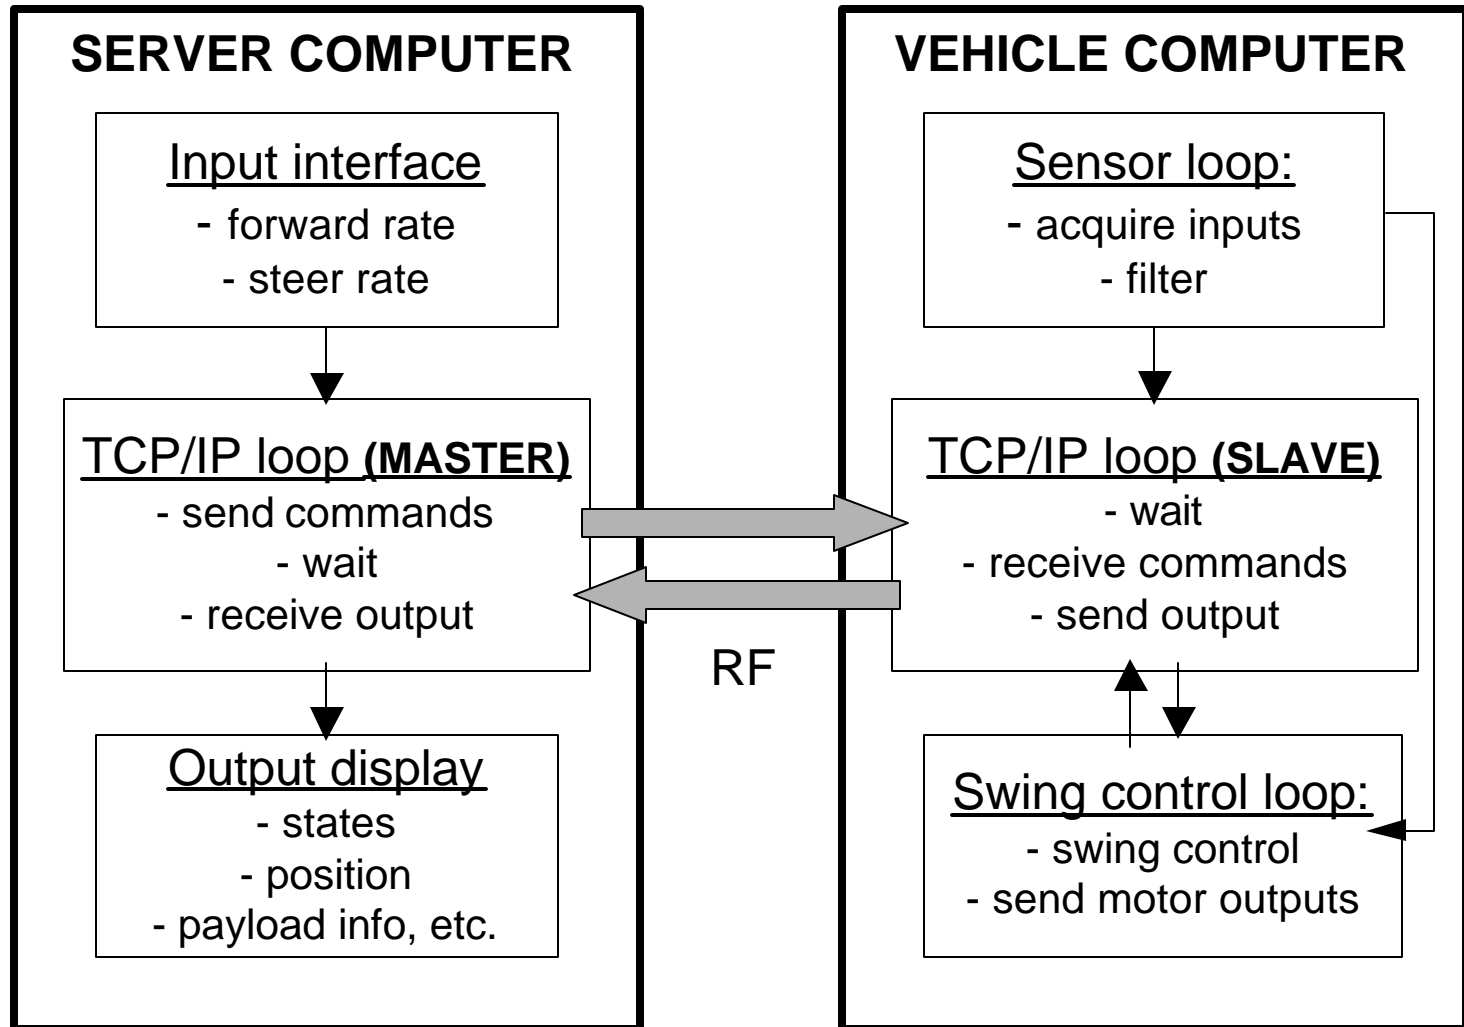 SERVER COMPUTER
Input interface
- forward rate
- steer rate
TCP/IP loop (MASTER)
- send commands
- wait
- receive output
Output display
- states
- position
- payload info, etc.
RF
VEHICLE COMPUTER
Sensor loop:
- acquire inputs
- filter
TCP/IP loop (SLAVE)
- wait
- receive commands
- send output
Swing control loop:
- swing control
- send motor outputs